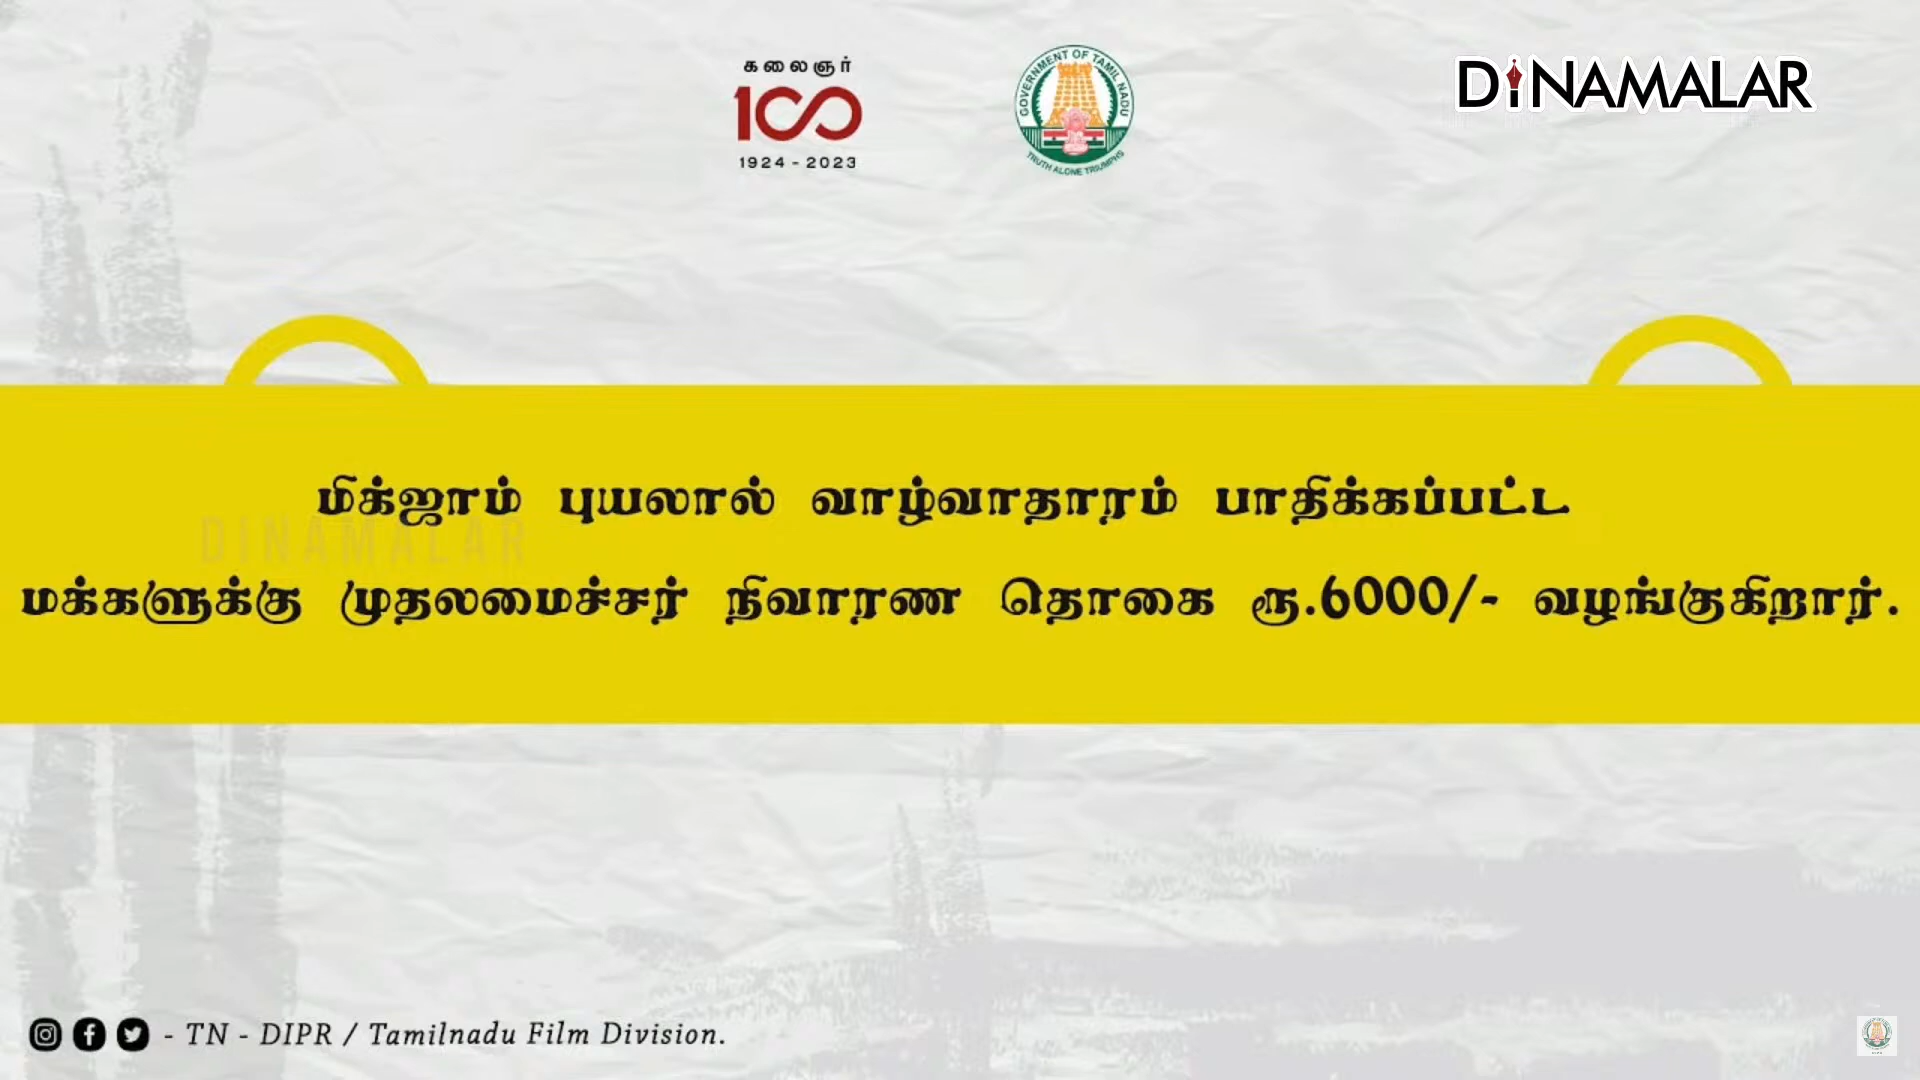 கலைஞர்
100
1924 - 2023
GOVERNMENT OF TAMIL NADU
TRUTH ALONE TRIUMPHS
DINAMALAR
மிக்ஜாம் புயலால் வாழ்வாதாரம் பாதிக்கப்பட்ட
DINAMALAR
மக்களுக்கு முதலமைச்சர் நிவாரண தொகை ரூ.6000/- வழங்குகிறார்.
- TN - DIPR / Tamilnadu Film Division.